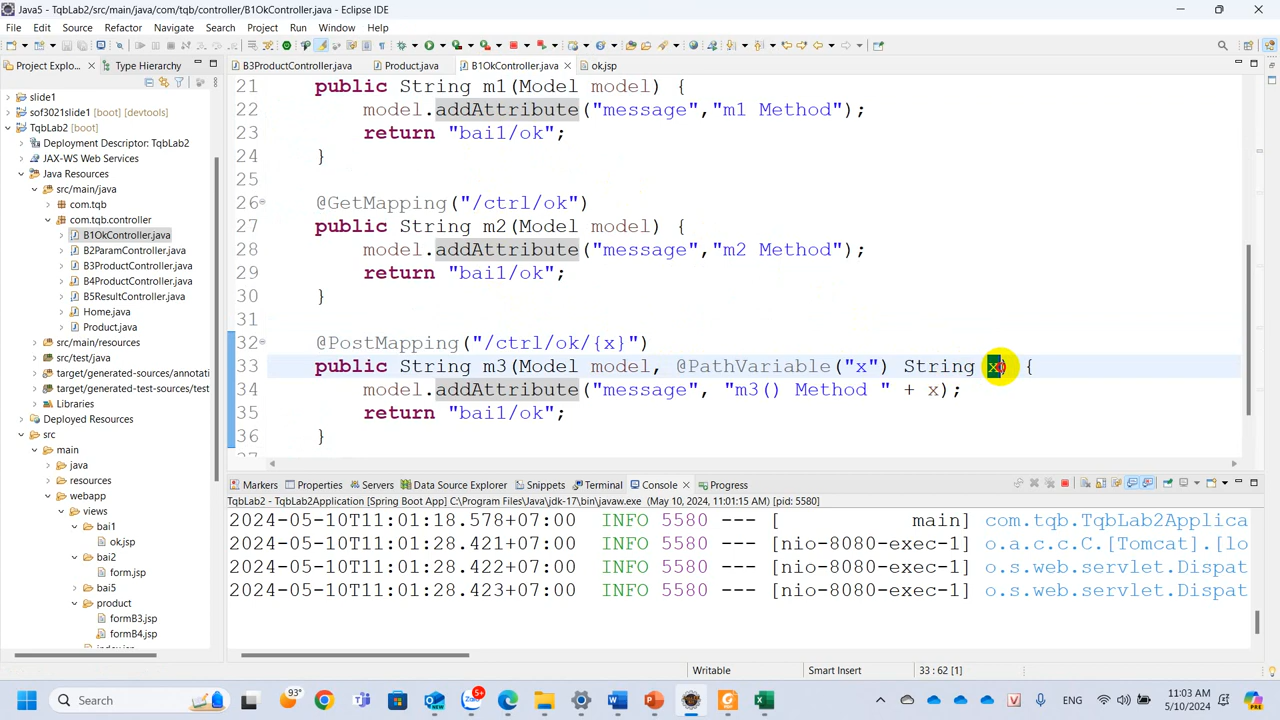 Java5 - TqbLab2/src/main/java/com/tqb/controller/B1OkController.java - Eclipse IDE
File Edit Source Refactor Navigate Search Project Run Window Help
Project Explo... Type Hierarchy
B3ProductController.java Product.java B1OkController.java ok.jsp
slide1
sof3021slide1 [boot] [devtools]
TqbLab2 [boot]
Deployment Descriptor: TqbLab2
JAX-WS Web Services
Java Resources
src/main/java
com.tqb
com.tqb.controller
B1OkController.java
B2ParamController.java
B3ProductController.java
B4ProductController.java
B5ResultController.java
Home.java
Product.java
src/main/resources
src/test/java
target/generated-sources/annotati
target/generated-test-sources/test
Libraries
Deployed Resources
src
main
java
resources
webapp
views
bai1
ok.jsp
bai2
form.jsp
bai5
product
formB3.jsp
formB4.jsp
21 public String m1(Model model) {
22 model.addAttribute("message","m1 Method");
23 return "bai1/ok";
24 }
25
26 @GetMapping("/ctrl/ok")
27 public String m2(Model model) {
28 model.addAttribute("message","m2 Method");
29 return "bai1/ok";
30 }
31
32 @PostMapping("/ctrl/ok/{x}")
33 public String m3(Model model, @PathVariable("x") String x) {
34 model.addAttribute("message", "m3() Method " + x);
35 return "bai1/ok";
36 }
Markers Properties Servers Data Source Explorer Snippets Terminal Console Progress
TqbLab2 - TqbLab2Application [Spring Boot App] C:\Program Files\Java\jdk-17\bin\javaw.exe (May 10, 2024, 11:01:15 AM) [pid: 5580]
2024-05-10T11:01:18.578+07:00 INFO 5580 --- [ main] com.tqb.TqbLab2Applica
2024-05-10T11:01:28.421+07:00 INFO 5580 --- [nio-8080-exec-1] o.a.c.c.C.[Tomcat].[lo
2024-05-10T11:01:28.422+07:00 INFO 5580 --- [nio-8080-exec-1] o.s.web.servlet.Dispat
2024-05-10T11:01:28.423+07:00 INFO 5580 --- [nio-8080-exec-1] o.s.web.servlet.Dispat
Writable Smart Insert 33 : 62 [1]
Search 93° 5+ ENG 11:03 AM
5/10/2024